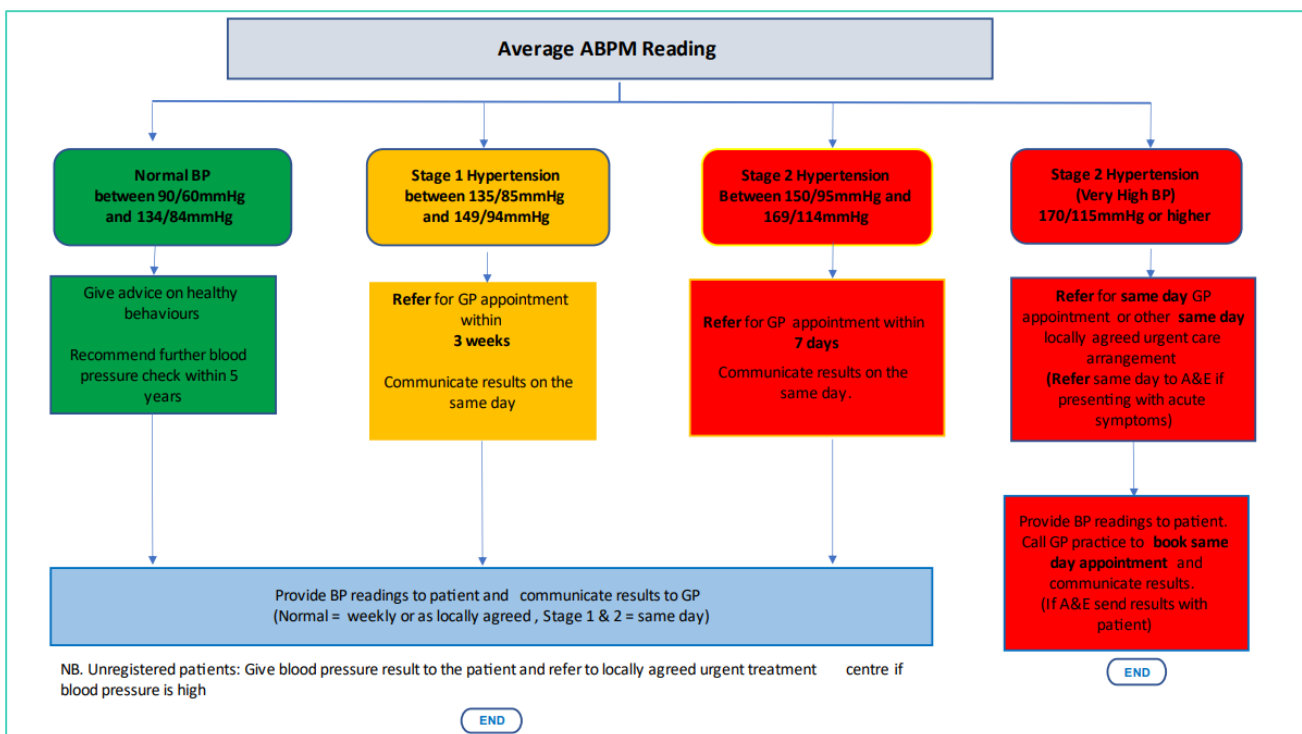 Average ABPM Reading
Normal BP
between 90/60mmHg
and 134/84mmHg
Give advice on healthy
behaviours
Recommend further blood
pressure check within 5
years
Stage 1 Hypertension
between 135/85mmHg
and 149/94mmHg
Refer for GP appointment
within
3 weeks
Communicate results on the
same day
Stage 2 Hypertension
Between 150/95mmHg and
169/114mmHg
Refer for GP appointment within
7 days
Communicate results on the
same day.
Stage 2 Hypertension
(Very High BP)
170/115mmHg or higher
Refer for same day GP
appointment or other same day
locally agreed urgent care
arrangement
(Refer same day to A&E if
presenting with acute
symptoms)
Provide BP readings to patient.
Call GP practice to book same
day appointment and
communicate results.
(If A&E send results with
patient)
END
Provide BP readings to patient and communicate results to GP
(Normal = weekly or as locally agreed , Stage 1 & 2 = same day)
NB. Unregistered patients: Give blood pressure result to the patient and refer to locally agreed urgent treatment centre if
blood pressure is high
END